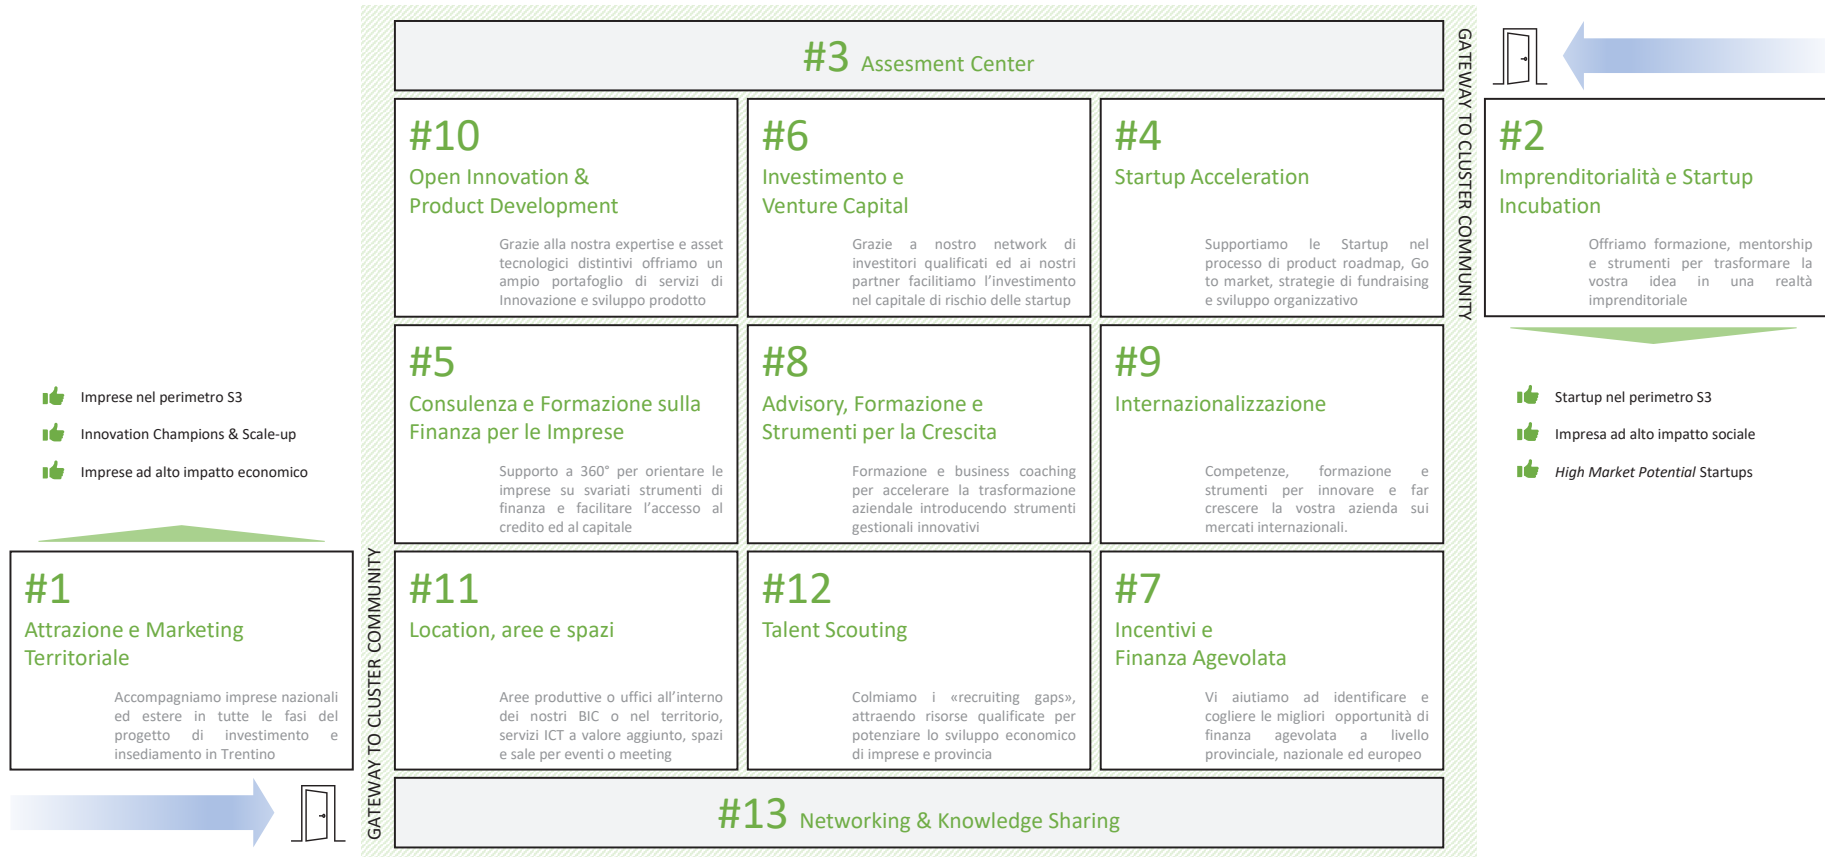 #3 Assesment Center
#10
Open Innovation &
Product Development
Grazie alla nostra expertise e asset
tecnologici distintivi offriamo un
ampio portafoglio di servizi di
Innovazione e sviluppo prodotto
#6
Investimento e
Venture Capital
Grazie a nostro network di
investitori qualificati ed ai nostri
partner facilitiamo l’investimento
nel capitale di rischio delle startup
#4
Startup Acceleration
Supportiamo le Startup nel
processo di product roadmap, Go
to market, strategie di fundraising
e sviluppo organizzativo
GATEWAY TO CLUSTER COMMUNITY
#2
Imprenditorialità e Startup
Incubation
Offriamo formazione, mentorship
e strumenti per trasformare la
vostra idea in una realtà
imprenditoriale
Startup nel perimetro S3
Impresa ad alto impatto sociale
High Market Potential Startups
#5
Consulenza e Formazione sulla
Finanza per le Imprese
Supporto a 360° per orientare le
imprese su svariati strumenti di
finanza e facilitare l’accesso al
credito ed al capitale
#8
Advisory, Formazione e
Strumenti per la Crescita
Formazione e business coaching
per accelerare la trasformazione
aziendale introducendo strumenti
gestionali innovativi
#9
Internazionalizzazione
Competenze, formazione e
strumenti per innovare e far
crescere la vostra azienda sui
mercati internazionali.
Imprese nel perimetro S3
Innovation Champions & Scale-up
Imprese ad alto impatto economico
#1
Attrazione e Marketing
Territoriale
Accompagniamo imprese nazionali
ed estere in tutte le fasi del
progetto di investimento e
insediamento in Trentino
GATEWAY TO CLUSTER COMMUNITY
#11
Location, aree e spazi
Aree produttive o uffici all’interno
dei nostri BIC o nel territorio,
servizi ICT a valore aggiunto, spazi
e sale per eventi o meeting
#12
Talent Scouting
Colmiamo i «recruiting gaps»,
attraendo risorse qualificate per
potenziare lo sviluppo economico
di imprese e provincia
#7
Incentivi e
Finanza Agevolata
Vi aiutiamo ad identificare e
cogliere le migliori opportunità di
finanza agevolata a livello
provinciale, nazionale ed europeo
#13 Networking & Knowledge Sharing